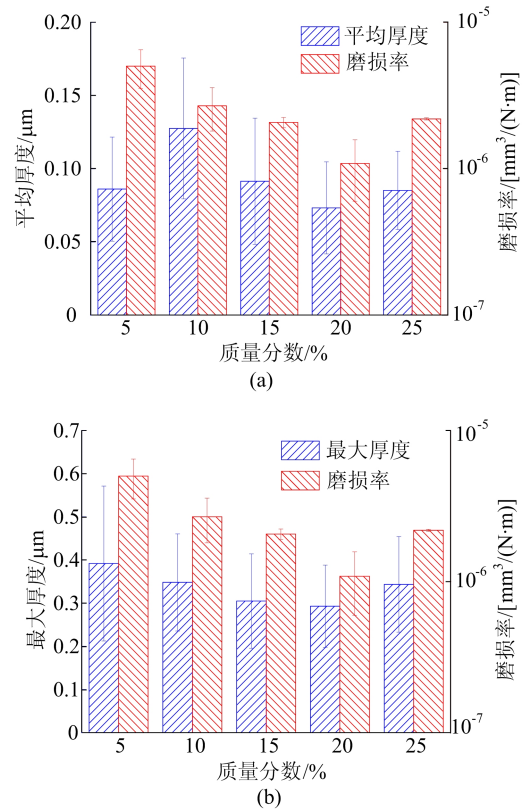 平均厚度
磨损率
0.20
0.15
0.10
0.05
0
平均厚度/μm
10⁻⁵
10⁻⁶
10⁻⁷
磨损率/[mm³/(N·m)]
5 10 15 20 25
质量分数/%
(a)
最大厚度
磨损率
0.7
0.6
0.5
0.4
0.3
0.2
0.1
0
最大厚度/μm
10⁻⁵
10⁻⁶
10⁻⁷
磨损率/[mm³/(N·m)]
5 10 15 20 25
质量分数/%
(b)